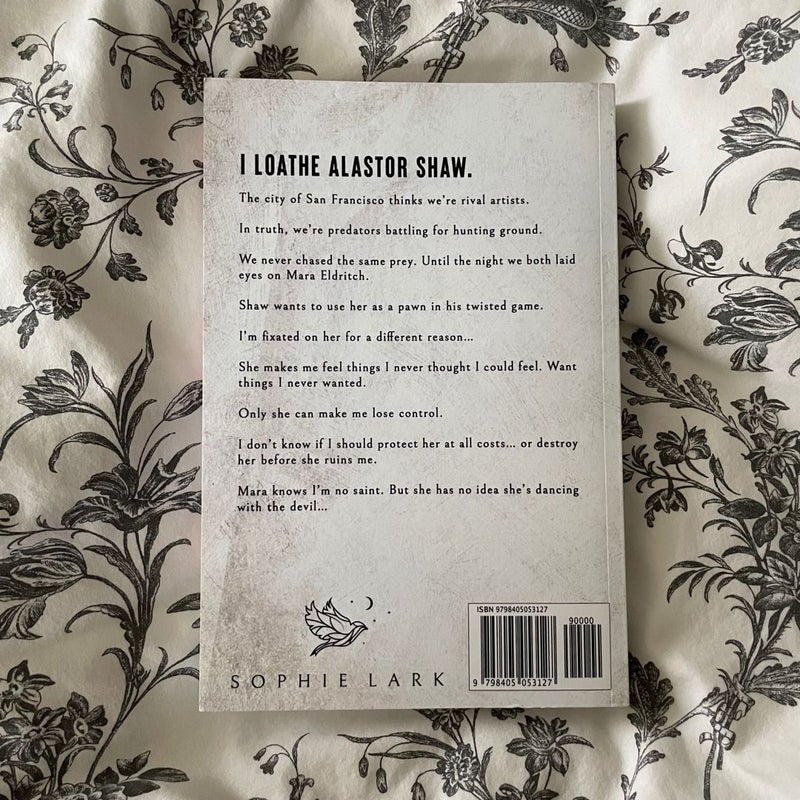 I LOATHE ALASTOR SHAW.
The city of San Francisco thinks we're rival artists.
In truth, we're predators battling for hunting ground.
We never chased the same prey. Until the night we both laid
eyes on Mara Eldritch.
Shaw wants to use her as a pawn in his twisted game.
I'm fixated on her for a different reason...
She makes me feel things I never thought I could feel. Want
things I never wanted.
Only she can make me lose control.
I don't know if I should protect her at all costs... or destroy
her before she ruins me.
Mara knows I'm no saint. But she has no idea she's dancing
with the devil...
SOPHIE LARK
ISBN 9798405053127
90000
9 798405 053127